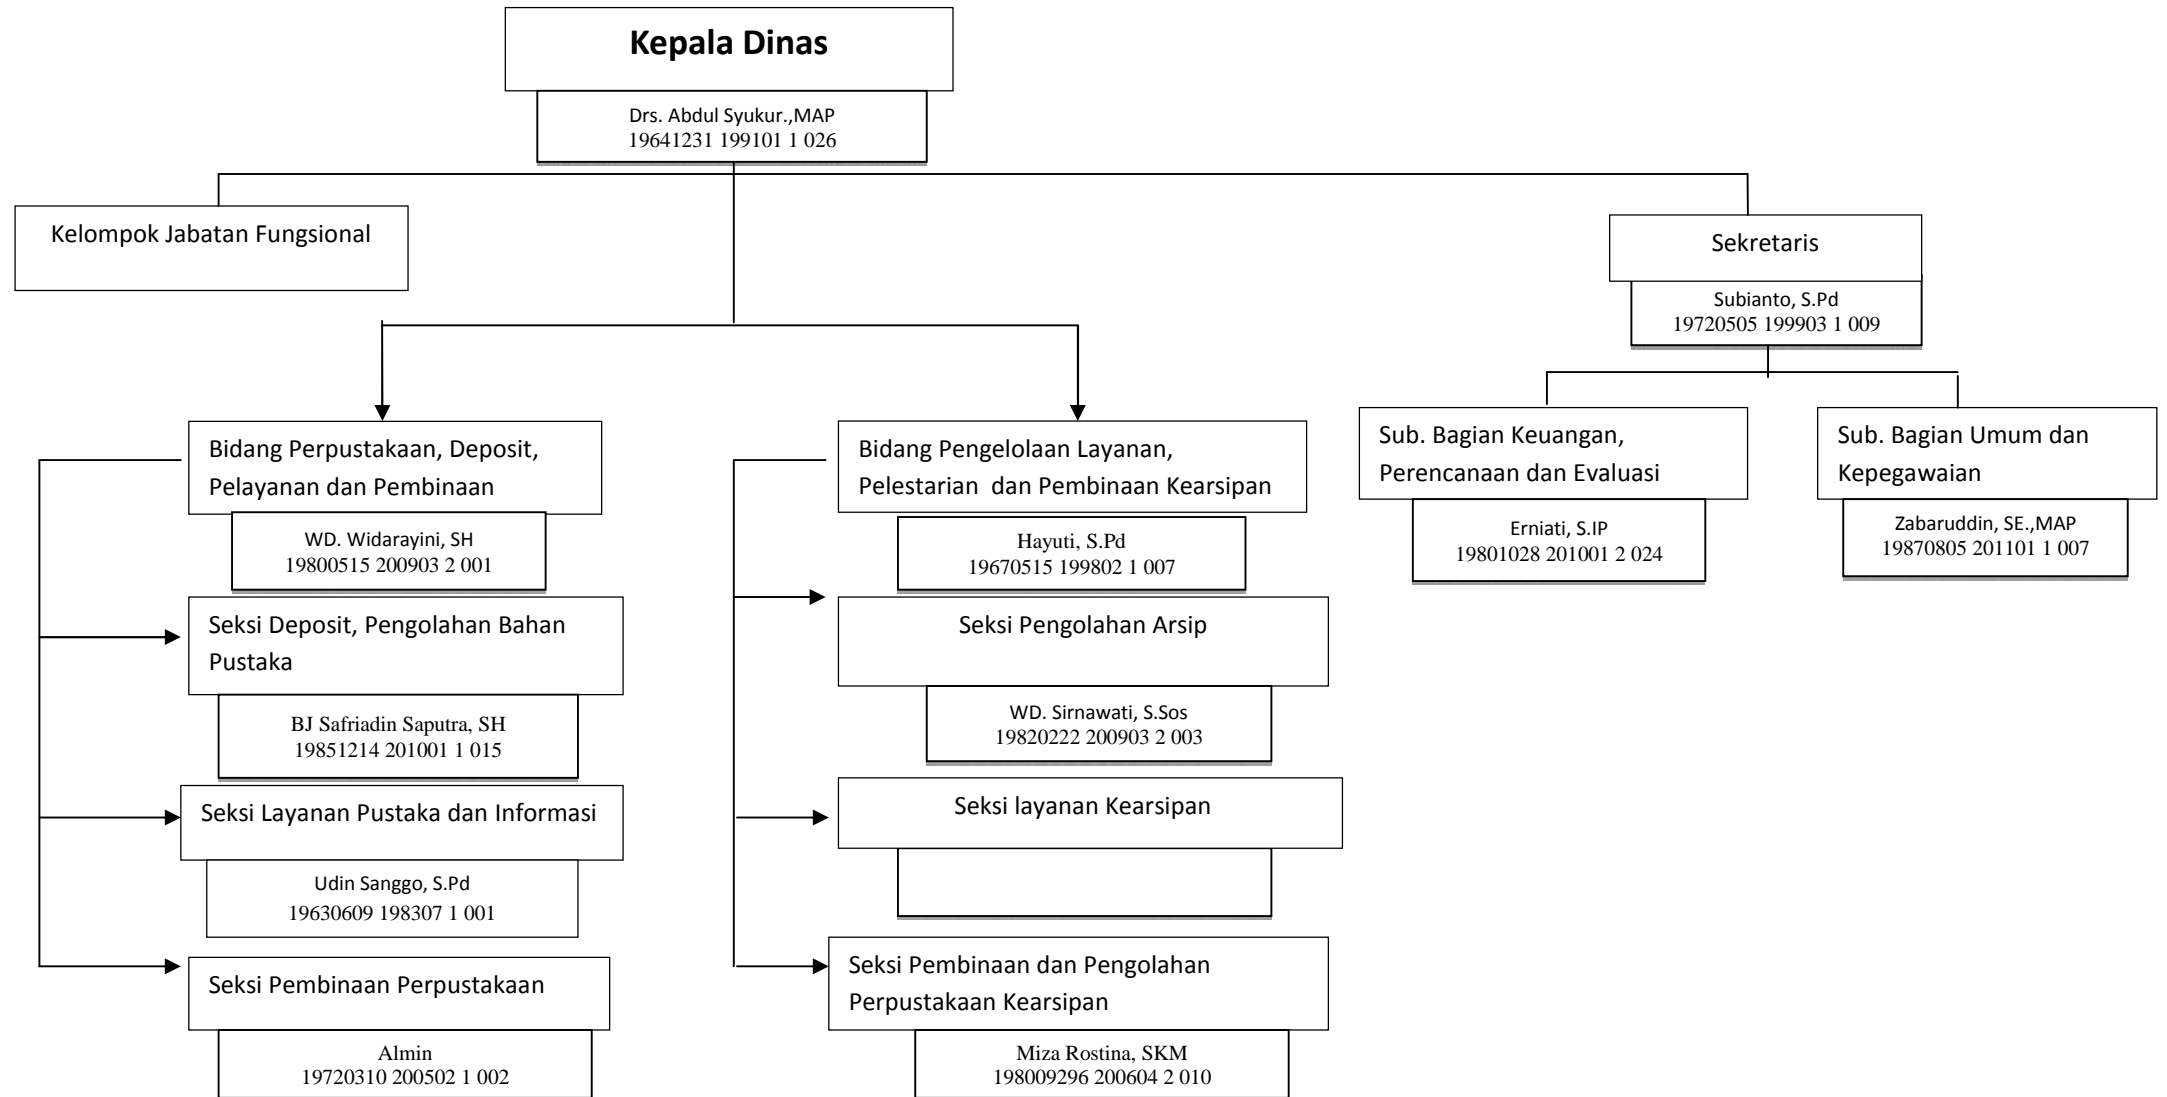 Kepala Dinas
Drs. Abdul Syukur.,MAP
19641231 199101 1 026
Kelompok Jabatan Fungsional
Sekretaris
Subianto, S.Pd
19720505 199903 1 009
Bidang Perpustakaan, Deposit,
Pelayanan dan Pembinaan
WD. Widarayini, SH
19800515 200903 2 001
Seksi Deposit, Pengolahan Bahan
Pustaka
BJ Safriadin Saputra, SH
19851214 201001 1 015
Seksi Layanan Pustaka dan Informasi
Udin Sanggo, S.Pd
19630609 198307 1 001
Seksi Pembinaan Perpustakaan
Almin
19720310 200502 1 002
Bidang Pengelolaan Layanan,
Pelestarian dan Pembinaan Kearsipan
Hayuti, S.Pd
19670515 199802 1 007
Seksi Pengolahan Arsip
WD. Sirnawati, S.Sos
19820222 200903 2 003
Seksi layanan Kearsipan
Seksi Pembinaan dan Pengolahan
Perpustakaan Kearsipan
Miza Rostina, SKM
198009296 200604 2 010
Sub. Bagian Keuangan,
Perencanaan dan Evaluasi
Erniati, S.IP
19801028 201001 2 024
Sub. Bagian Umum dan
Kepegawaian
Zabaruddin, SE.,MAP
19870805 201101 1 007